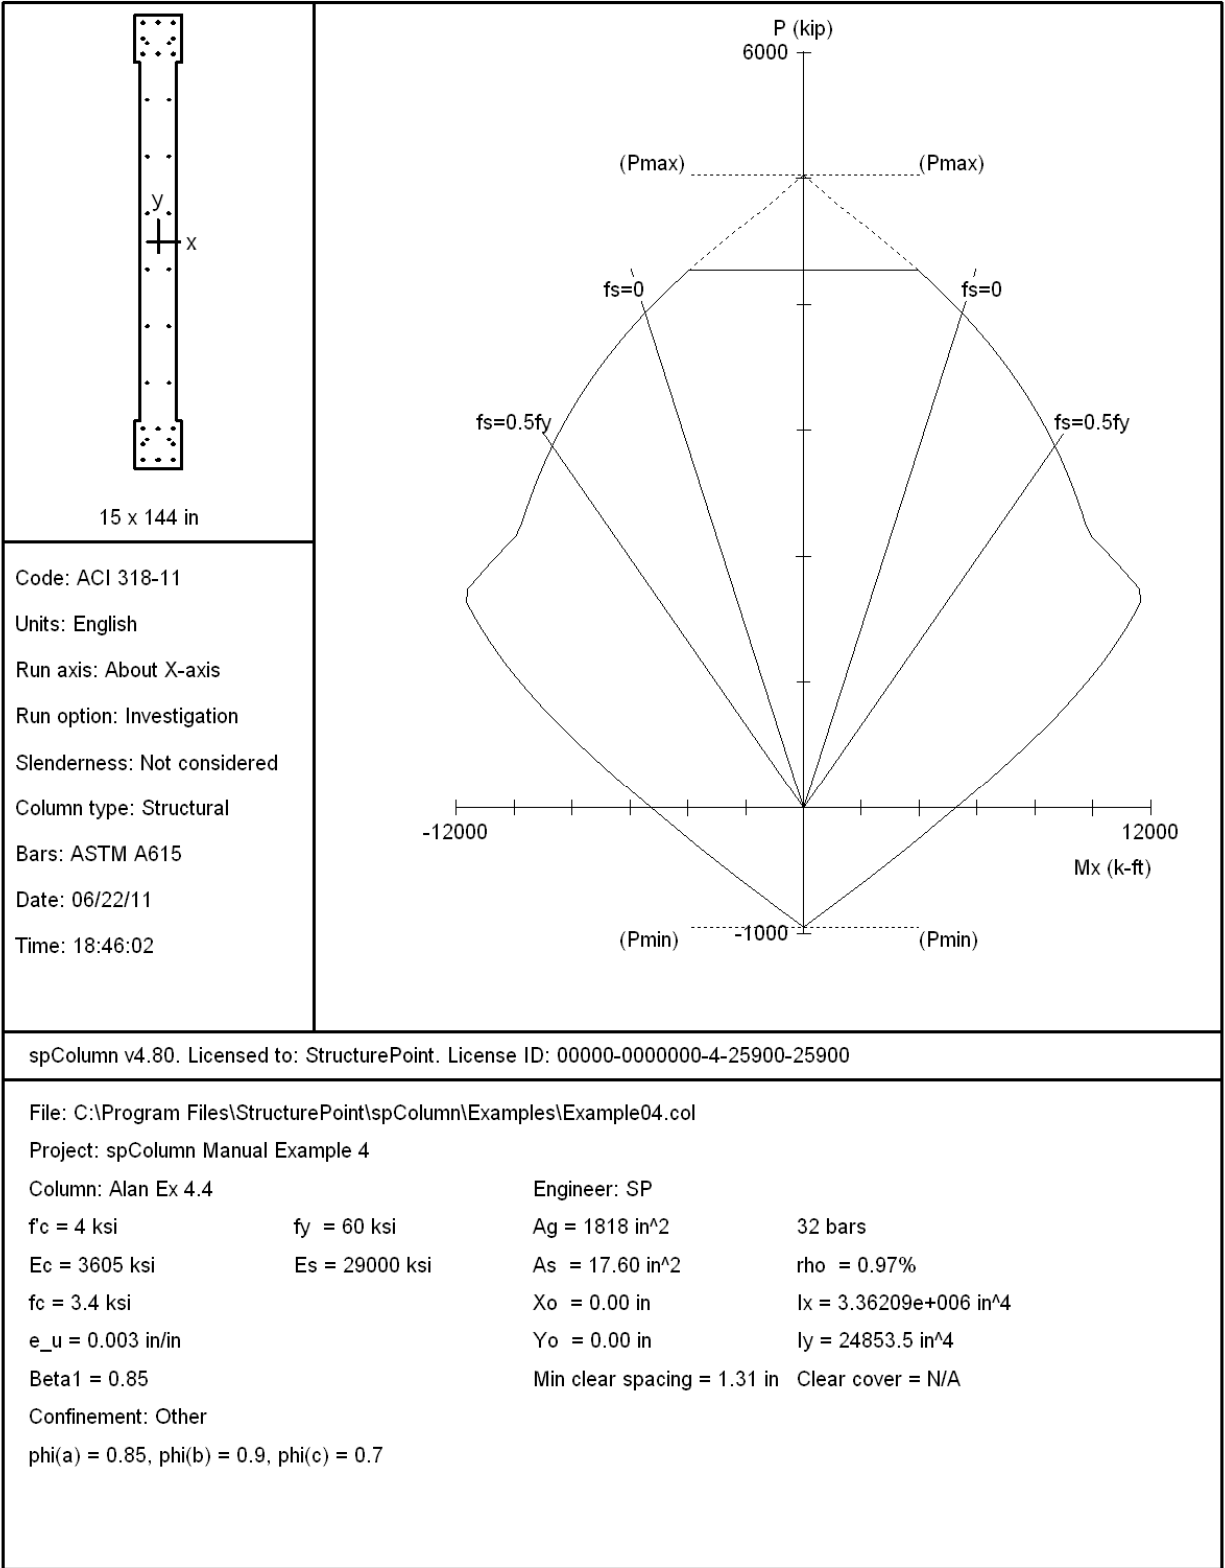 y
x
15 x 144 in
Code: ACI 318-11
Units: English
Run axis: About X-axis
Run option: Investigation
Slenderness: Not considered
Column type: Structural
Bars: ASTM A615
Date: 06/22/11
Time: 18:46:02
P (kip)
6000
(Pmax) (Pmax)
fs=0 fs=0
fs=0.5fy fs=0.5fy
-12000 12000
Mx (k-ft)
(Pmin) -1000 (Pmin)
spColumn v4.80. Licensed to: StructurePoint. License ID: 00000-0000000-4-25900-25900
File: C:\Program Files\StructurePoint\spColumn\Examples\Example04.col
Project: spColumn Manual Example 4
Column: Alan Ex 4.4 Engineer: SP
f'c = 4 ksi fy = 60 ksi Ag = 1818 in^2 32 bars
Ec = 3605 ksi Es = 29000 ksi As = 17.60 in^2 rho = 0.97%
fc = 3.4 ksi Xo = 0.00 in Ix = 3.36209e+006 in^4
e_u = 0.003 in/in Yo = 0.00 in Iy = 24853.5 in^4
Beta1 = 0.85 Min clear spacing = 1.31 in Clear cover = N/A
Confinement: Other
phi(a) = 0.85, phi(b) = 0.9, phi(c) = 0.7